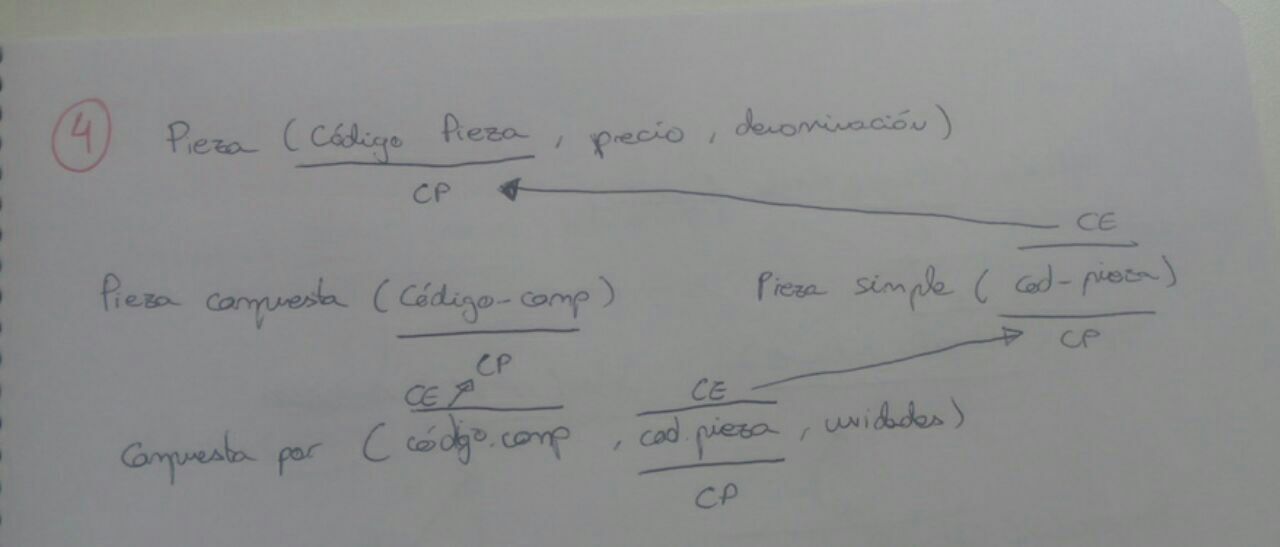 4 Pieza (Código Pieza, precio, denominación)
CP
CE
Pieza compuesta (Código-comp) Pieza simple (cod-pieza)
CP CP
CE CE
Compuesta por (código.comp, cod.pieza, unidades)
CP